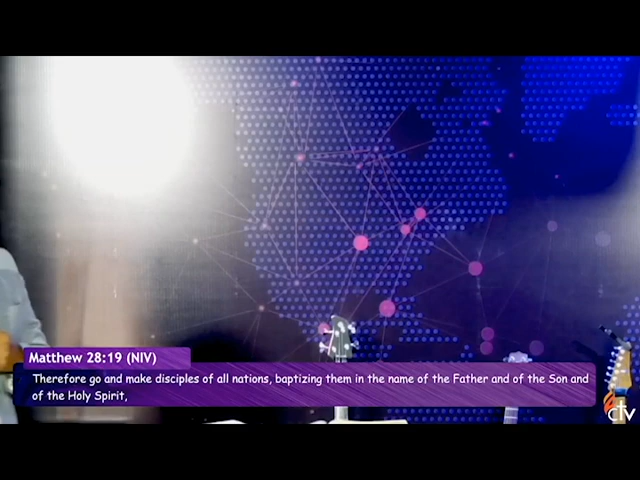 Matthew 28:19 (NIV)
Therefore go and make disciples of all nations, baptizing them in the name of the Father and of the Son and
of the Holy Spirit,
ctv